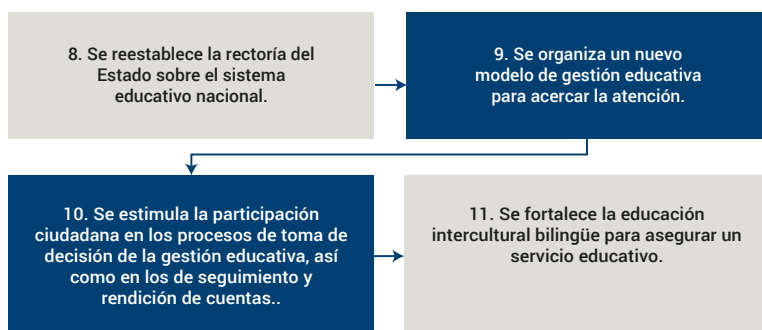 8. Se reestablece la rectoría del
Estado sobre el sistema
educativo nacional.
9. Se organiza un nuevo
modelo de gestión educativa
para acercar la atención.
10. Se estimula la participación
ciudadana en los procesos de toma de
decisión de la gestión educativa, así
como en los de seguimiento y
rendición de cuentas..
11. Se fortalece la educación
intercultural bilingüe para asegurar un
servicio educativo.